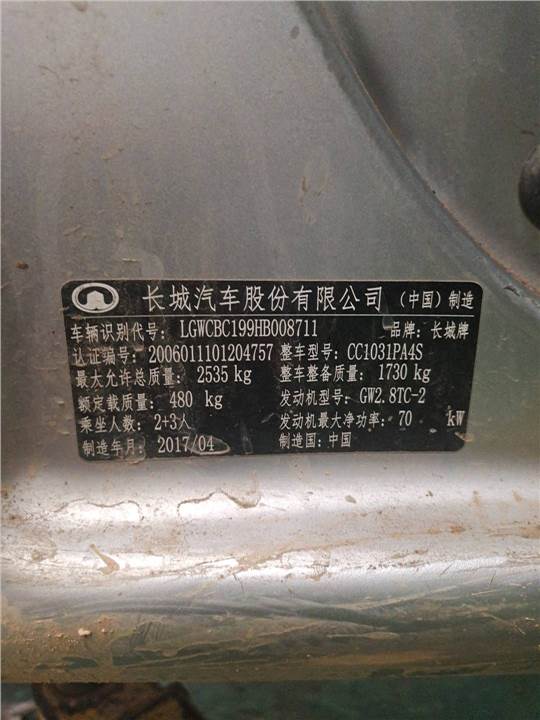 长城汽车股份有限公司 (中国) 制造
车辆识别代号: LGWCBC199HB008711 品牌: 长城牌
认证编号: 2006011101204757 整车型号: CC1031PA4S
最大允许总质量: 2535 kg 整车整备质量: 1730 kg
额定载质量: 480 kg 发动机型号: GW2.8TC-2
乘坐人数: 2+3人 发动机最大净功率: 70 kW
制造年月: 2017/04 制造国: 中国